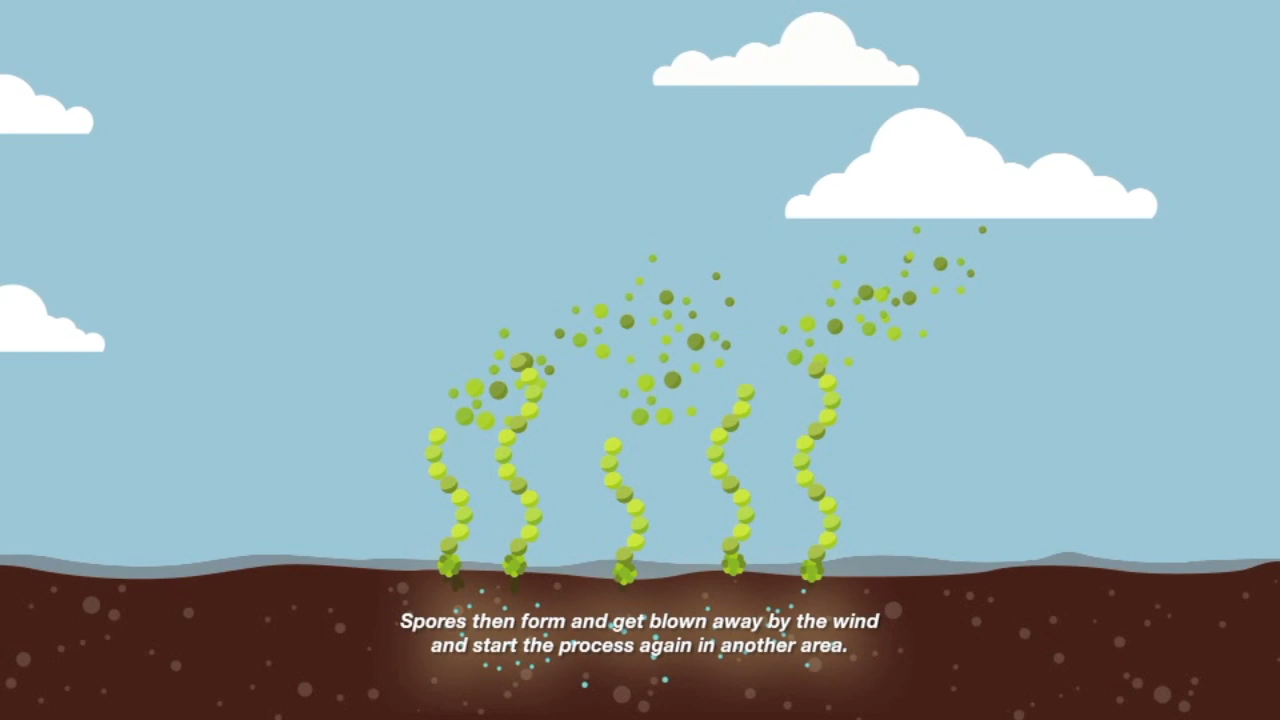 Spores then form and get blown away by the wind
and start the process again in another area.